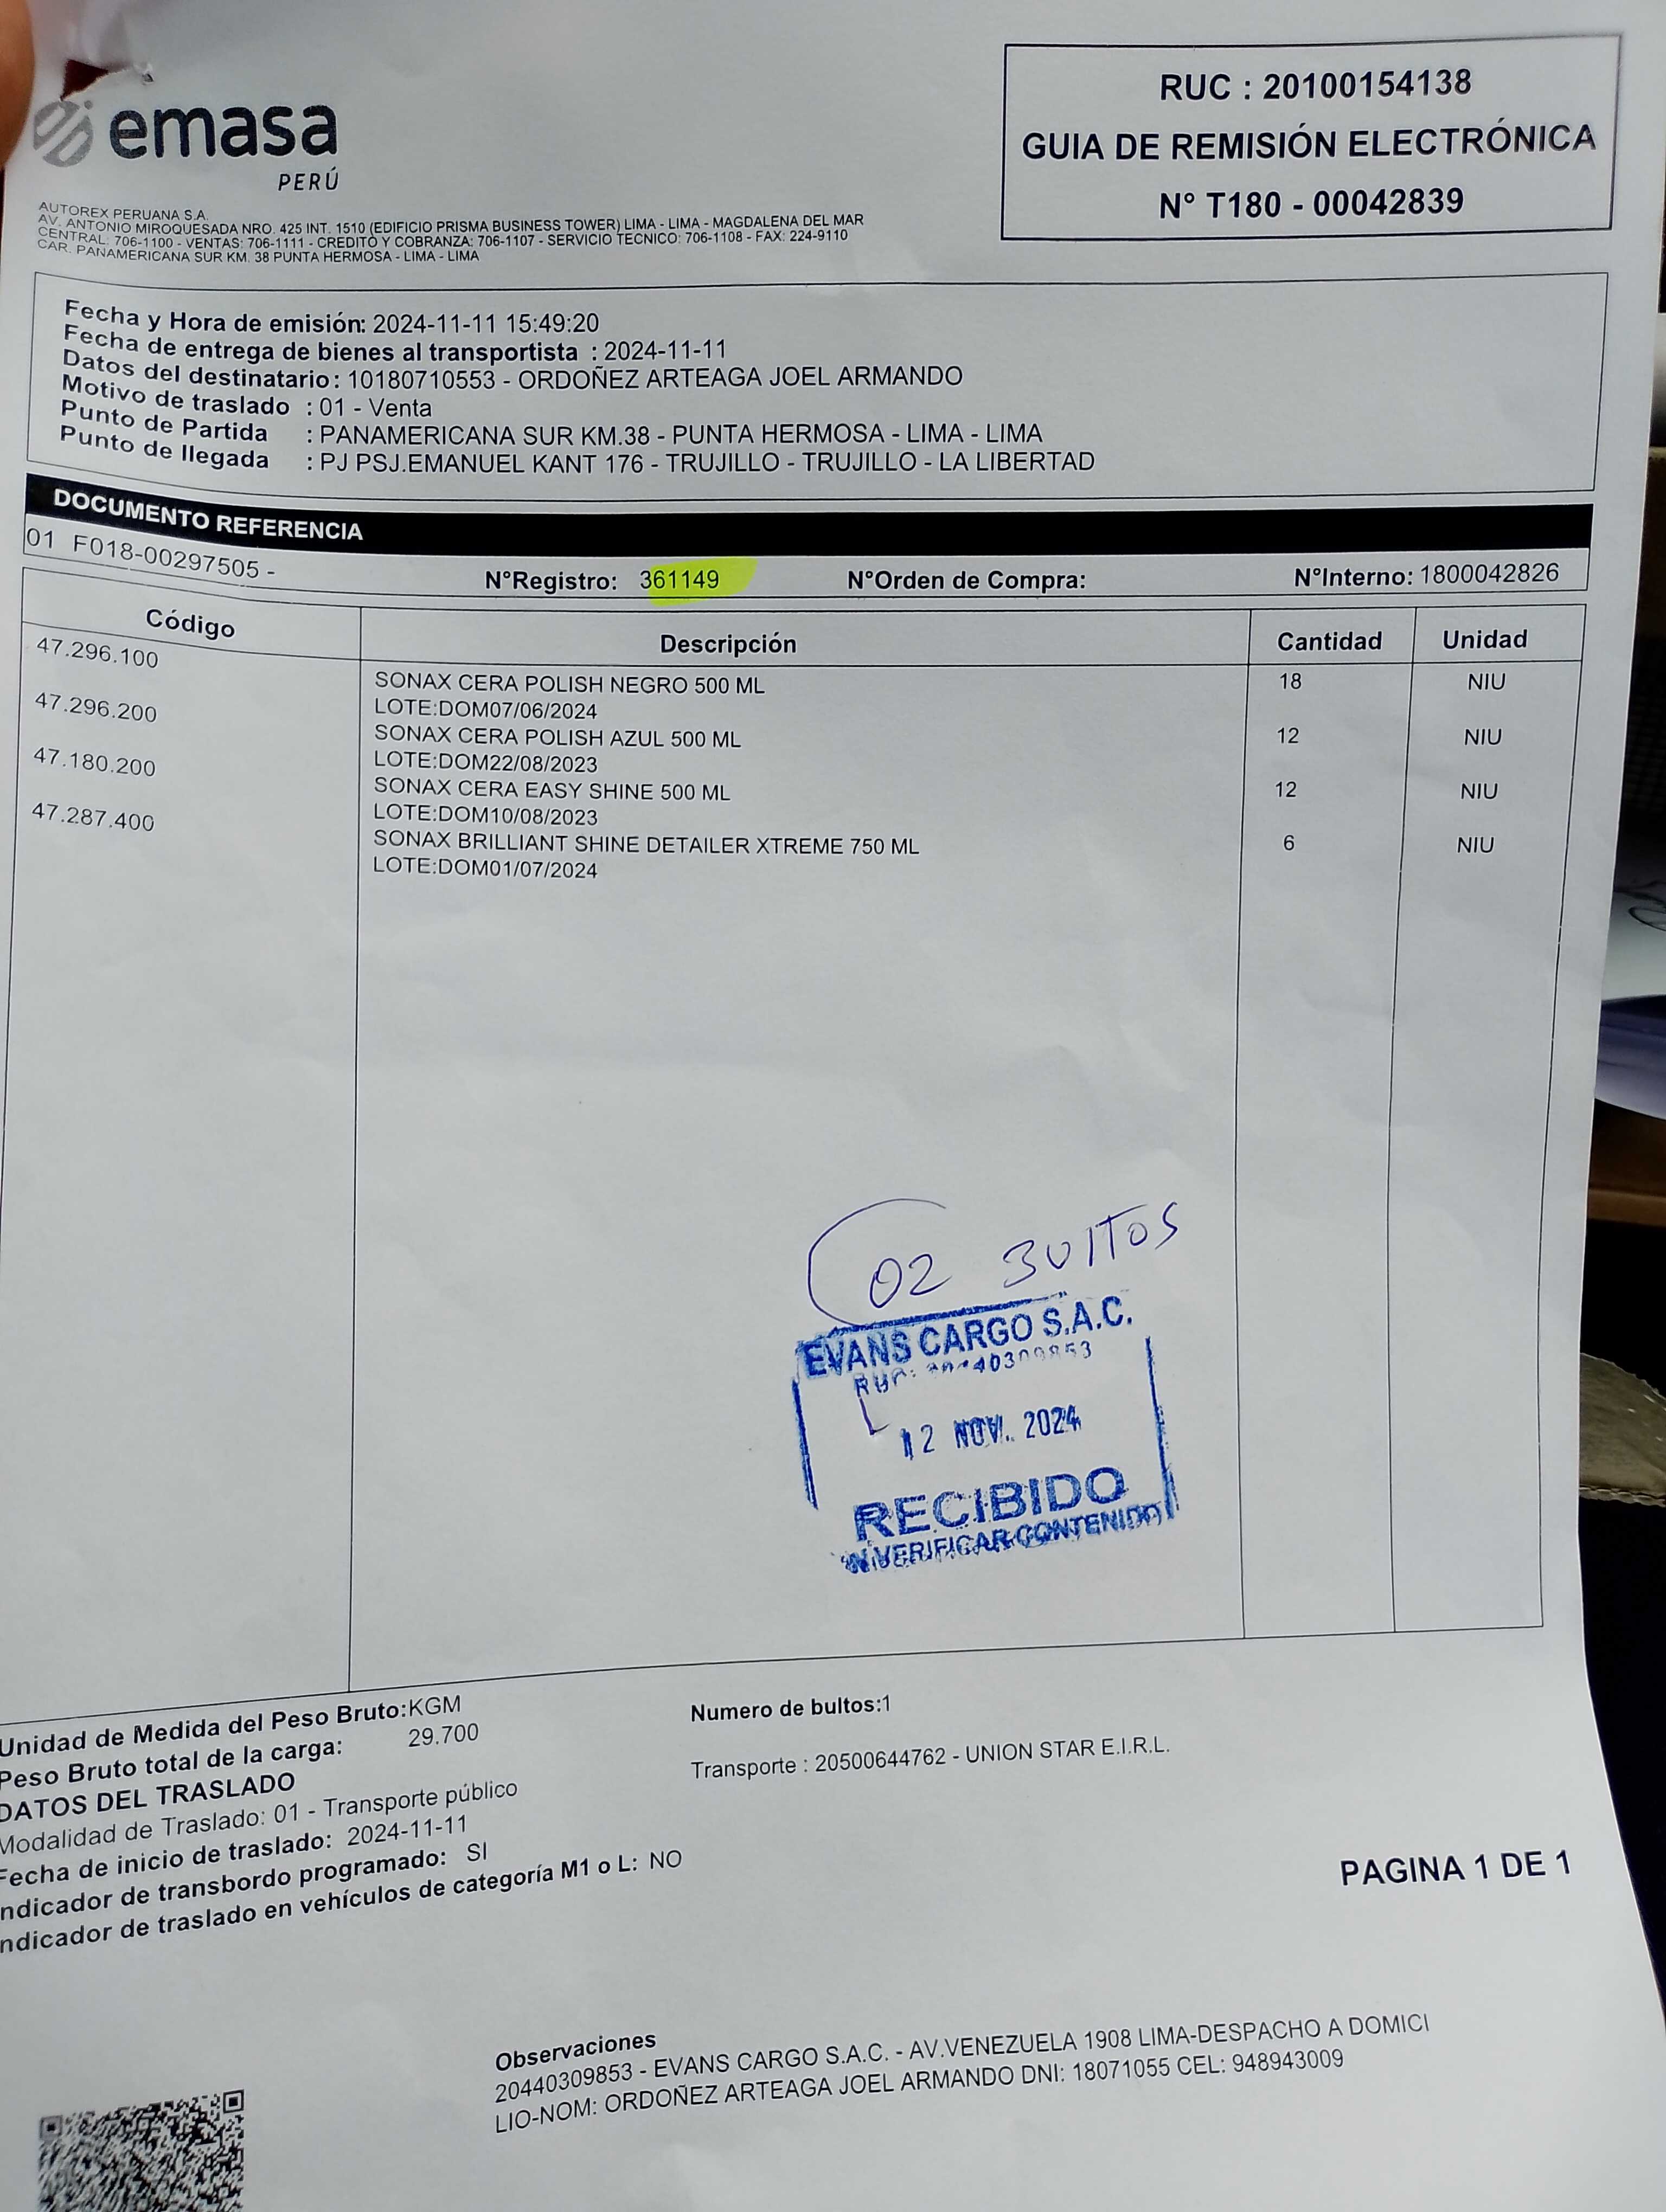 emasa
PERÚ
RUC : 20100154138
GUIA DE REMISIÓN ELECTRÓNICA
N° T180 - 00042839
AUTOREX PERUANA S.A.
AV. ANTONIO MIROQUESADA NRO. 425 INT. 1510 (EDIFICIO PRISMA BUSINESS TOWER) LIMA - LIMA - MAGDALENA DEL MAR
CENTRAL: 706-1100 - VENTAS: 706-1111 - CREDITO Y COBRANZA: 706-1107 - SERVICIO TECNICO: 706-1108 - FAX: 224-9110
CAR. PANAMERICANA SUR KM. 38 PUNTA HERMOSA - LIMA - LIMA
Fecha y Hora de emisión: 2024-11-11 15:49:20
Fecha de entrega de bienes al transportista : 2024-11-11
Datos del destinatario: 10180710553 - ORDOÑEZ ARTEAGA JOEL ARMANDO
Motivo de traslado : 01 - Venta
Punto de Partida : PANAMERICANA SUR KM.38 - PUNTA HERMOSA - LIMA - LIMA
Punto de llegada : PJ PSJ.EMANUEL KANT 176 - TRUJILLO - TRUJILLO - LA LIBERTAD
DOCUMENTO REFERENCIA
01 F018-00297505 - N°Registro: 361149 N°Orden de Compra: N°Interno: 1800042826
Código Descripción Cantidad Unidad
47.296.100 SONAX CERA POLISH NEGRO 500 ML 18 NIU
LOTE:DOM07/06/2024
47.296.200 SONAX CERA POLISH AZUL 500 ML 12 NIU
LOTE:DOM22/08/2023
47.180.200 SONAX CERA EASY SHINE 500 ML 12 NIU
LOTE:DOM10/08/2023
47.287.400 SONAX BRILLIANT SHINE DETAILER XTREME 750 ML 6 NIU
LOTE:DOM01/07/2024
02 BUITOS
EVANS CARGO S.A.C.
RUC:
12 NOV. 2024
RECIBIDO
VERIFICAR CONTENIDO
Unidad de Medida del Peso Bruto:KGM
Peso Bruto total de la carga: 29.700
Numero de bultos:1
DATOS DEL TRASLADO
Transporte : 20500644762 - UNION STAR E.I.R.L.
Modalidad de Traslado: 01 - Transporte público
Fecha de inicio de traslado: 2024-11-11
ndicador de transbordo programado: SI
ndicador de traslado en vehículos de categoría M1 o L: NO
PAGINA 1 DE 1
Observaciones
20440309853 - EVANS CARGO S.A.C. - AV.VENEZUELA 1908 LIMA-DESPACHO A DOMICI
LIO-NOM: ORDOÑEZ ARTEAGA JOEL ARMANDO DNI: 18071055 CEL: 948943009